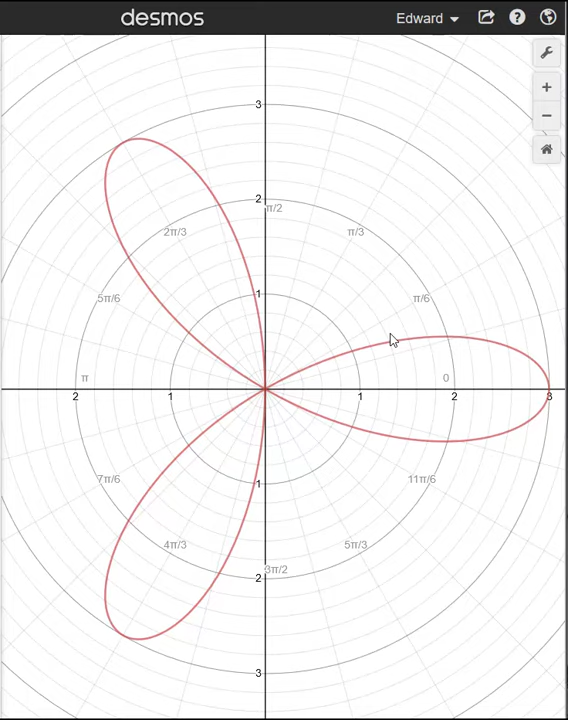 desmos Edward ?
+
−
3
2
π/2
2π/3 π/3
1
5π/6 π/6
π 0
2 1 1 2 3
1
7π/6 11π/6
4π/3 5π/3
3π/2
2
3